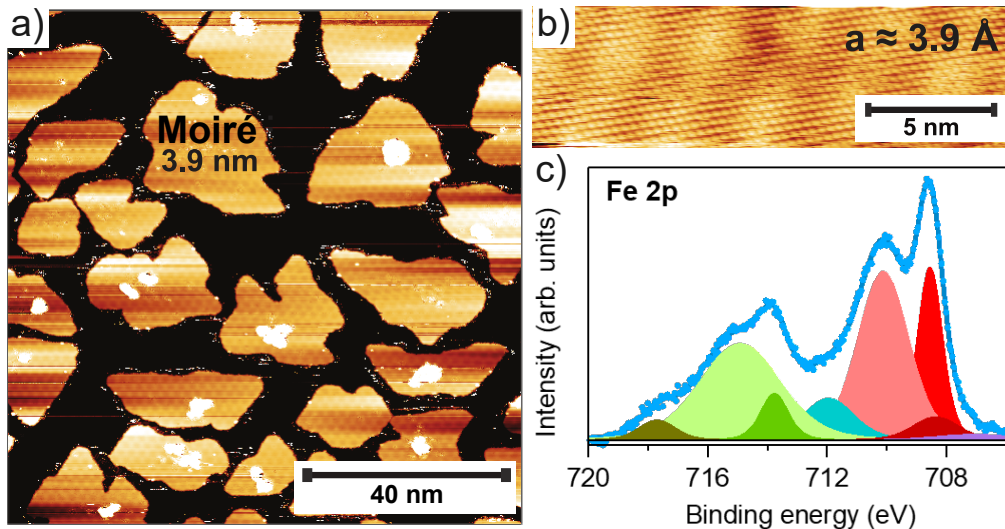 a)
Moiré
3.9 nm
40 nm
b)
a ≈ 3.9 Å
5 nm
c)
Fe 2p
Intensity (arb. units)
720 716 712 708
Binding energy (eV)